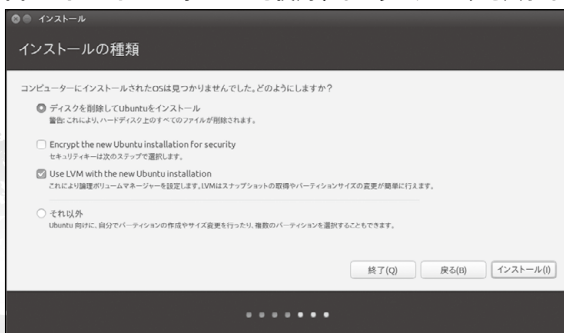 インストール
インストールの種類
コンピューターにインストールされたOSは見つかりませんでした。どのようにしますか？
ディスクを削除してUbuntuをインストール
警告: これにより、ハードディスク上のすべてのファイルが削除されます。
Encrypt the new Ubuntu installation for security
セキュリティキーは次のステップで選択します。
Use LVM with the new Ubuntu installation
これにより論理ボリュームマネージャーを設定します。LVMはスナップショットの取得やパーティションサイズの変更が簡単に行えます。
それ以外
Ubuntu 向けに、自分でパーティションの作成やサイズ変更を行ったり、複数のパーティションを選択することもできます。
終了(Q) 戻る(B) インストール(I)